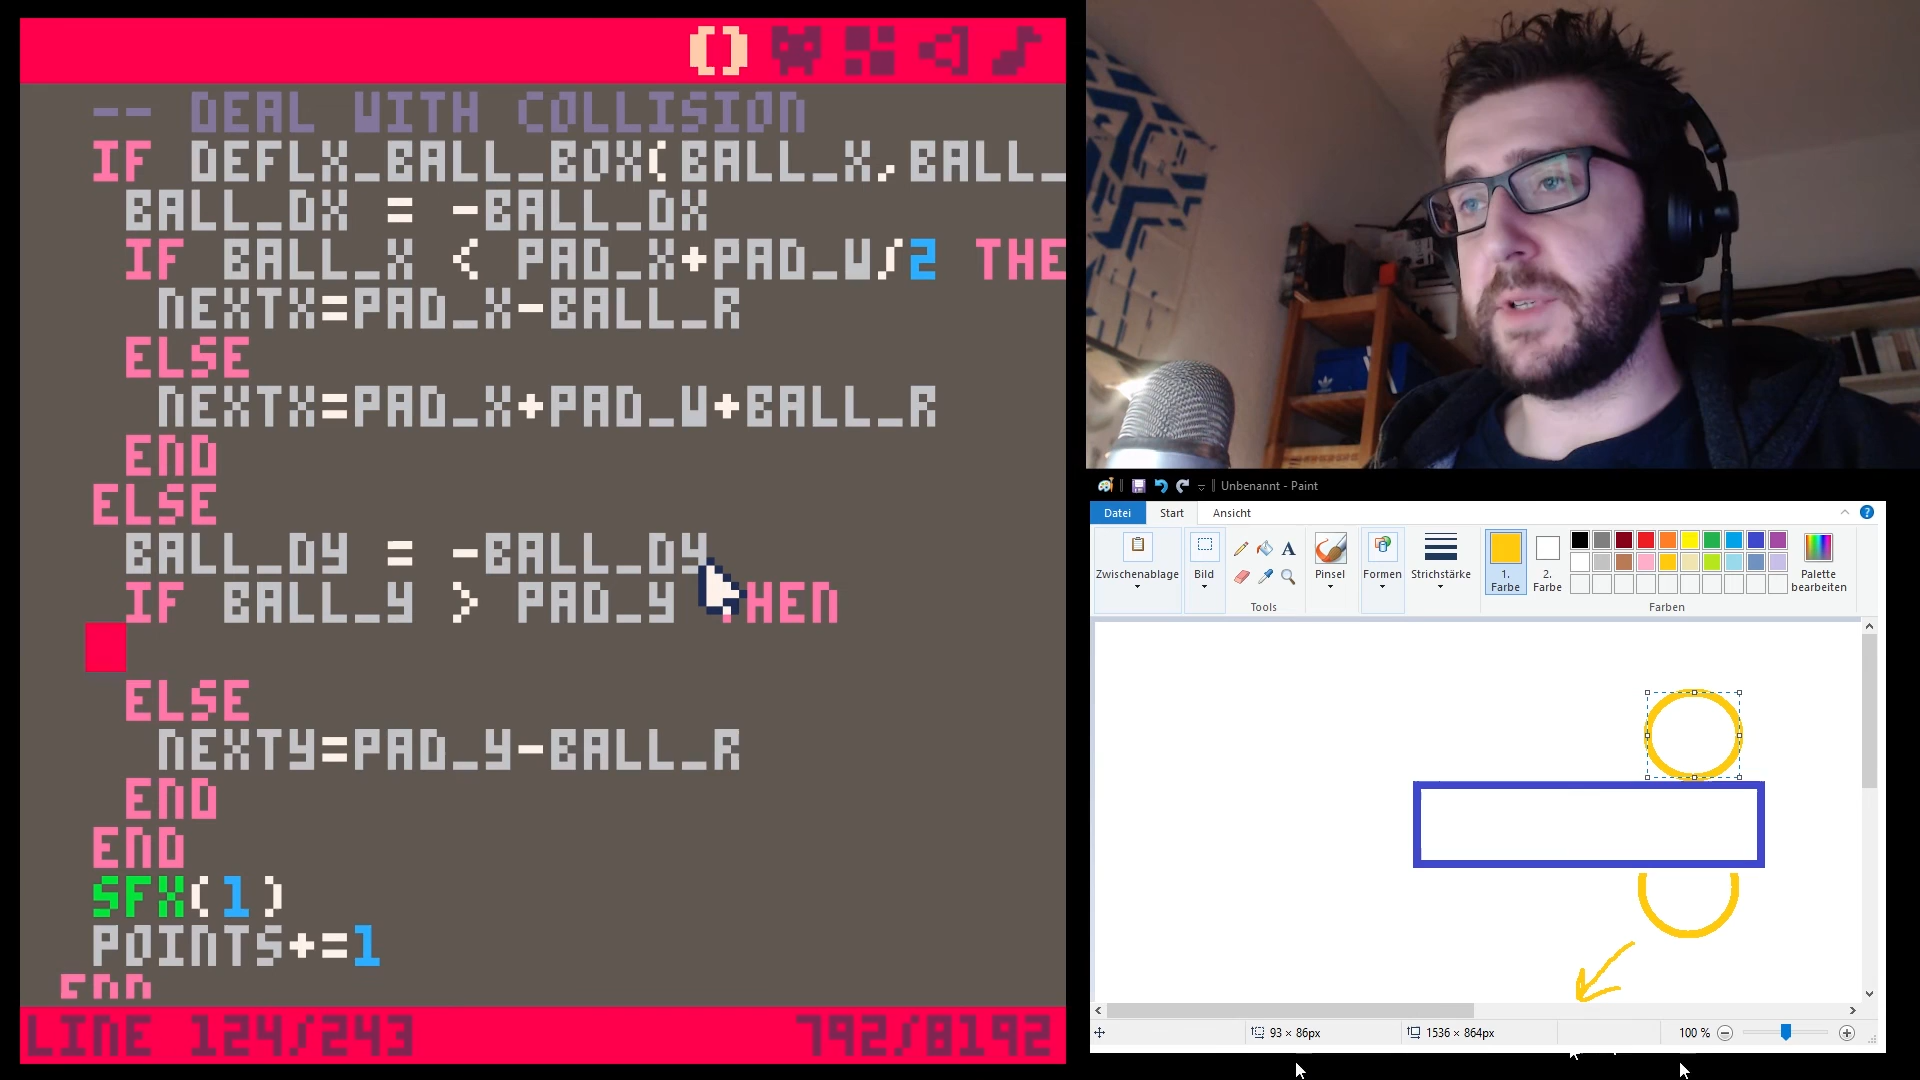 -- DEAL WITH COLLISION
IF DEFLX_BALL_BOX(BALL_X,BALL_
BALL_DX = -BALL_DX
IF BALL_X < PAD_X+PAD_W/2 THE
NEXTX=PAD_X-BALL_R
ELSE
NEXTX=PAD_X+PAD_W+BALL_R
END
ELSE
BALL_DY = -BALL_DY
IF BALL_Y > PAD_Y THEN
ELSE
NEXTY=PAD_Y-BALL_R
END
END
SFX(1)
POINTS+=1
END
LINE 124/243 792/8192
Unbenannt - Paint
Datei Start Ansicht
Zwischenablage
Bild
Tools
Pinsel
Formen
Strichstärke
1. Farbe
2. Farbe
Farben
Palette bearbeiten
93 × 86px
1536 × 864px
100 %